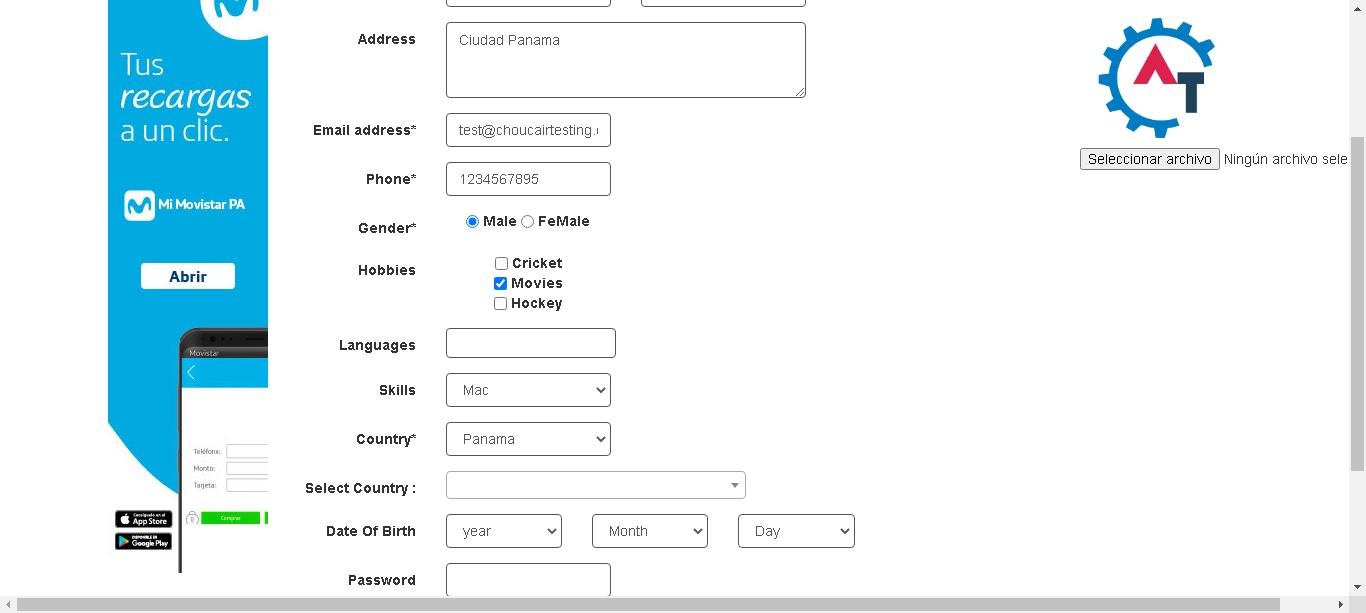 Tus
recargas
a un clic.
Mi Movistar PA
Abrir
Movistar
Teléfono:
Monto:
Tarjeta:
Comprar
Consíguelo en el
App Store
DISPONIBLE EN
Google Play
Address
Ciudad Panama
Email address*
test@choucairtesting.
Phone*
1234567895
Gender*
Male FeMale
Hobbies
Cricket
Movies
Hockey
Languages
Skills
Mac
Country*
Panama
Select Country :
Date Of Birth
year Month Day
Password
AT
Seleccionar archivo Ningún archivo sele